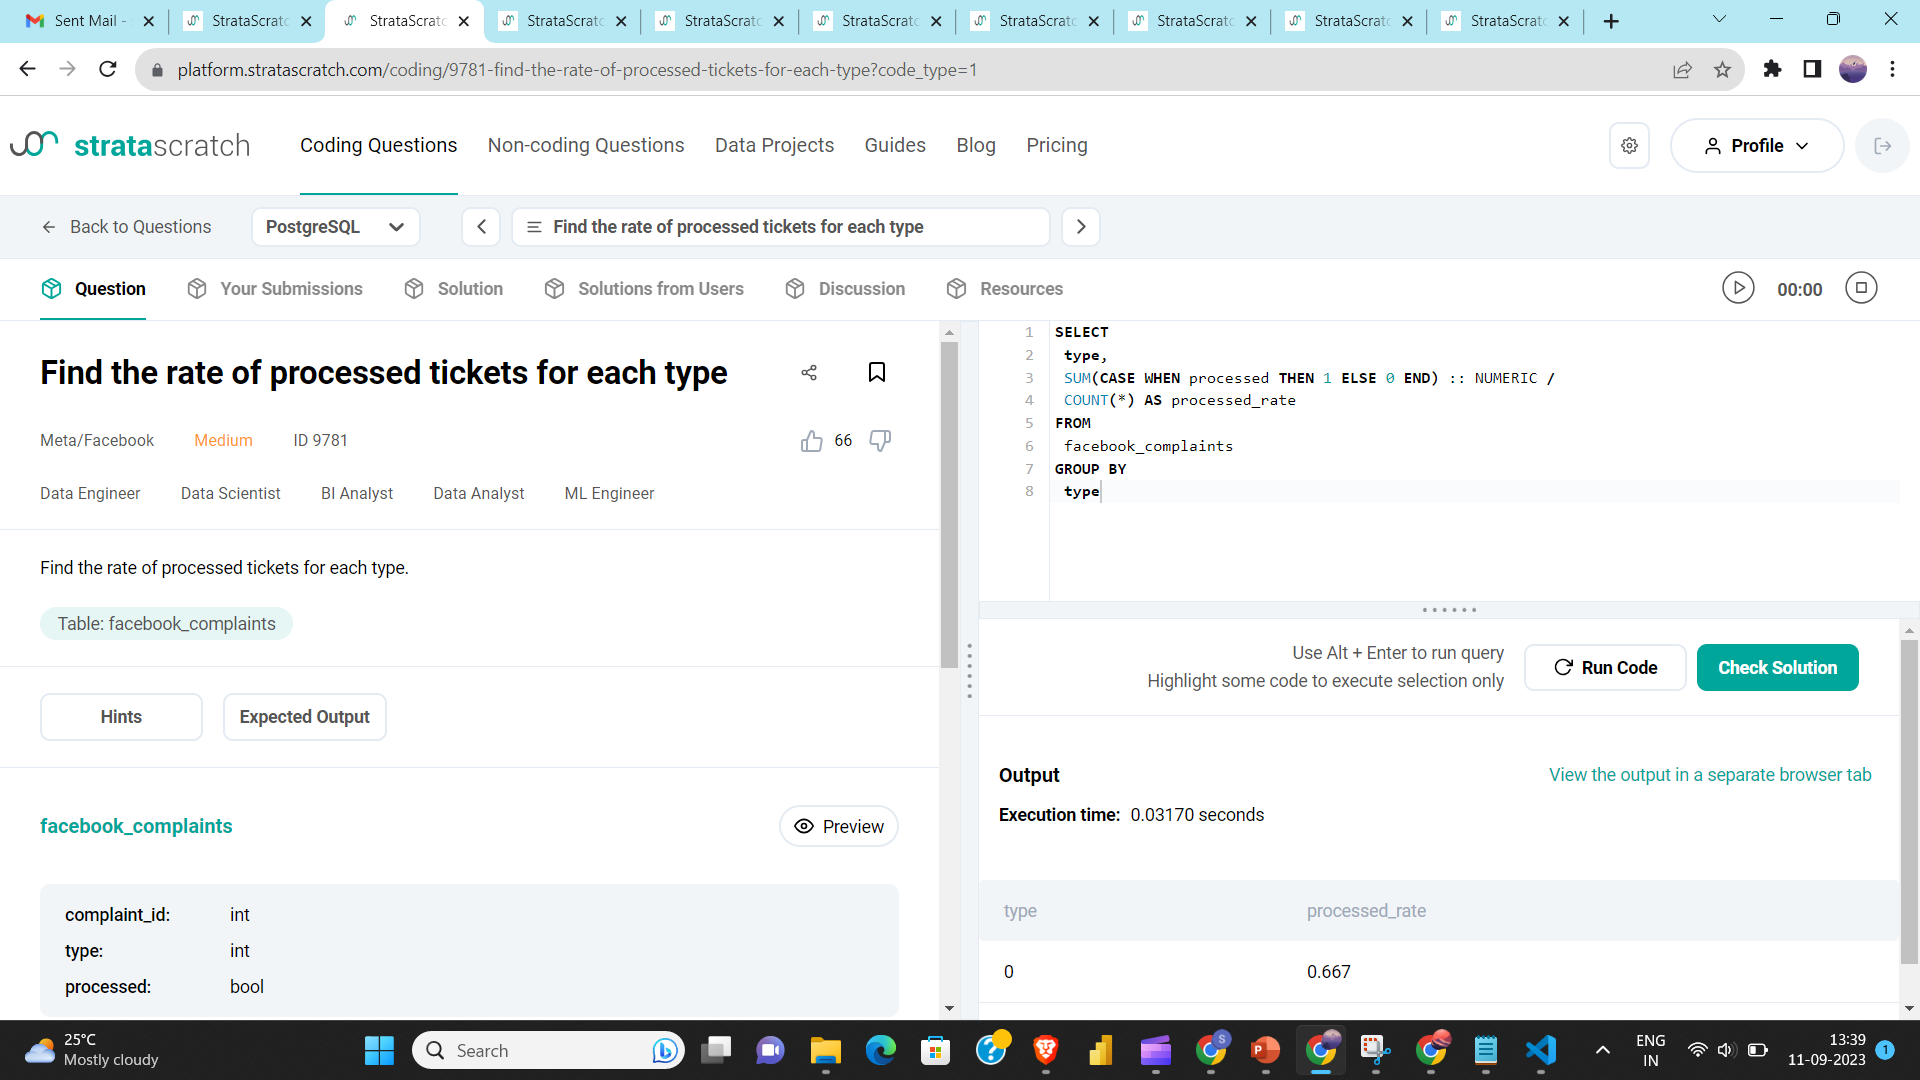 Sent Mail -
StrataScratc
StrataScratc
StrataScratc
StrataScratc
StrataScratc
StrataScratc
StrataScratc
StrataScratc
StrataScratc
platform.stratascratch.com/coding/9781-find-the-rate-of-processed-tickets-for-each-type?code_type=1
stratascratch
Coding Questions
Non-coding Questions
Data Projects
Guides
Blog
Pricing
Profile
Back to Questions
PostgreSQL
Find the rate of processed tickets for each type
Question
Your Submissions
Solution
Solutions from Users
Discussion
Resources
00:00
Find the rate of processed tickets for each type
Meta/Facebook
Medium
ID 9781
66
Data Engineer
Data Scientist
BI Analyst
Data Analyst
ML Engineer
Find the rate of processed tickets for each type.
Table: facebook_complaints
Hints
Expected Output
facebook_complaints
Preview
complaint_id: int
type: int
processed: bool
1 SELECT
2 type,
3 SUM(CASE WHEN processed THEN 1 ELSE 0 END) :: NUMERIC /
4 COUNT(*) AS processed_rate
5 FROM
6 facebook_complaints
7 GROUP BY
8 type
Use Alt + Enter to run query
Highlight some code to execute selection only
Run Code
Check Solution
Output
View the output in a separate browser tab
Execution time: 0.03170 seconds
type processed_rate
0 0.667
25°C
Mostly cloudy
Search
S
ENG
IN
13:39
11-09-2023
1